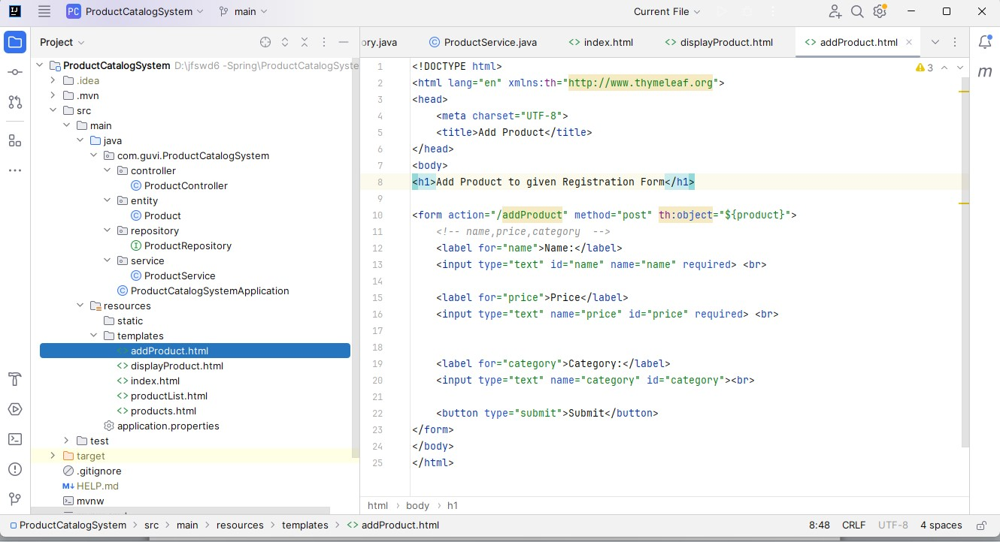 PC ProductCatalogSystem main Current File
Project
ProductCatalogSystem D:\jfswd6 -Spring\ProductCatalogSyste
.idea
.mvn
src
main
java
com.guvi.ProductCatalogSystem
controller
ProductController
entity
Product
repository
ProductRepository
service
ProductService
ProductCatalogSystemApplication
resources
static
templates
addProduct.html
displayProduct.html
index.html
productList.html
products.html
application.properties
test
target
.gitignore
HELP.md
mvnw
ory.java ProductService.java index.html displayProduct.html addProduct.html
3
1 <!DOCTYPE html>
2 <html lang="en" xmlns:th="http://www.thymeleaf.org">
3 <head>
4 <meta charset="UTF-8">
5 <title>Add Product</title>
6 </head>
7 <body>
8 <h1>Add Product to given Registration Form</h1>
9
10 <form action="/addProduct" method="post" th:object="${product}">
11 <!-- name,price,category  -->
12 <label for="name">Name:</label>
13 <input type="text" id="name" name="name" required> <br>
14
15 <label for="price">Price</label>
16 <input type="text" name="price" id="price" required> <br>
17
18
19 <label for="category">Category:</label>
20 <input type="text" name="category" id="category"><br>
21
22 <button type="submit">Submit</button>
23 </form>
24 </body>
25 </html>
html > body > h1
ProductCatalogSystem > src > main > resources > templates > addProduct.html 8:48 CRLF UTF-8 4 spaces